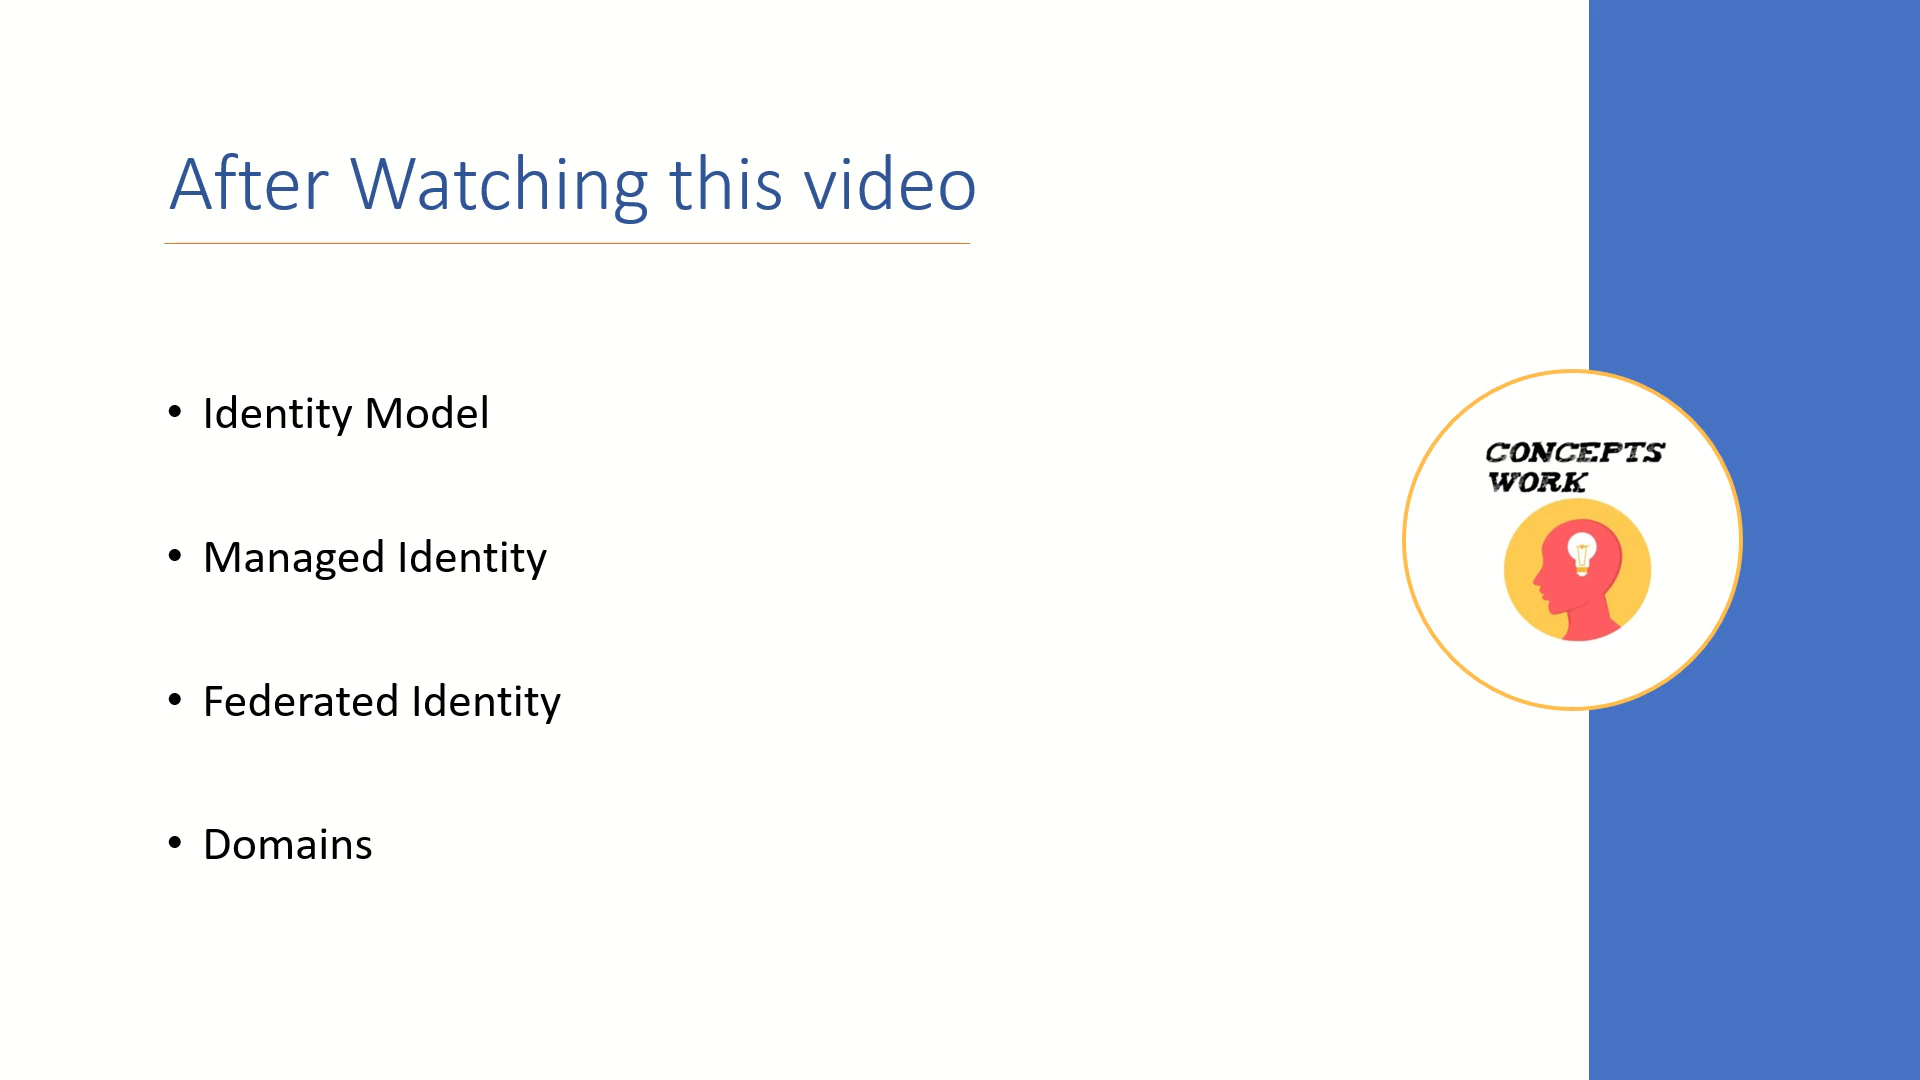 After Watching this video
• Identity Model
• Managed Identity
• Federated Identity
• Domains
CONCEPTS
WORK